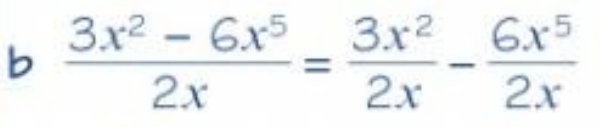 b (3x² − 6x⁵)/2x = 3x²/2x − 6x⁵/2x